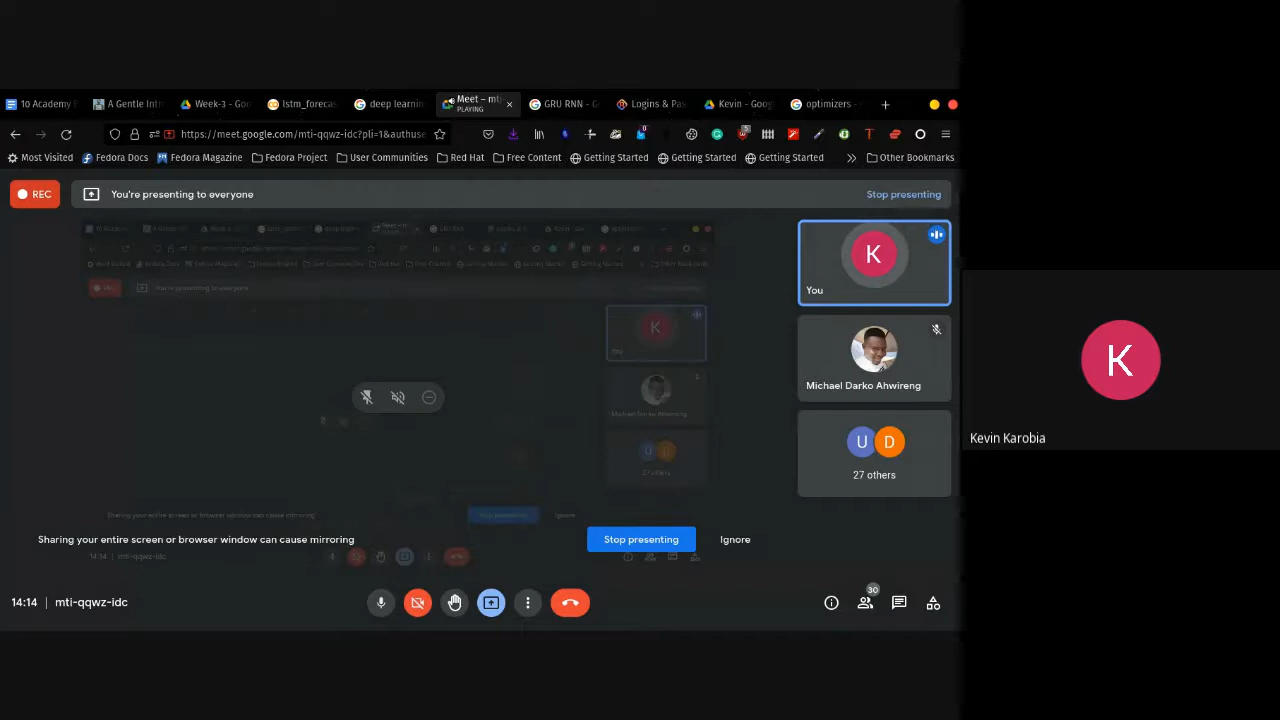 10 Academy
A Gentle Int
Week-3 - Goo
lstm_forecas
deep learnin
Meet – mt
PLAYING
GRU RNN - G
Logins & Pas
Kevin - Goog
optimizers -
https://meet.google.com/mti-qqwz-idc?pli=1&authuse
Most Visited
Fedora Docs
Fedora Magazine
Fedora Project
User Communities
Red Hat
Free Content
Getting Started
Getting Started
Getting Started
Other Bookmarks
REC
You're presenting to everyone
Stop presenting
K
You
Michael Darko Ahwireng
U D
27 others
K
Kevin Karobia
Sharing your entire screen or browser window can cause mirroring
Stop presenting
Ignore
14:14 | mti-qqwz-idc
30